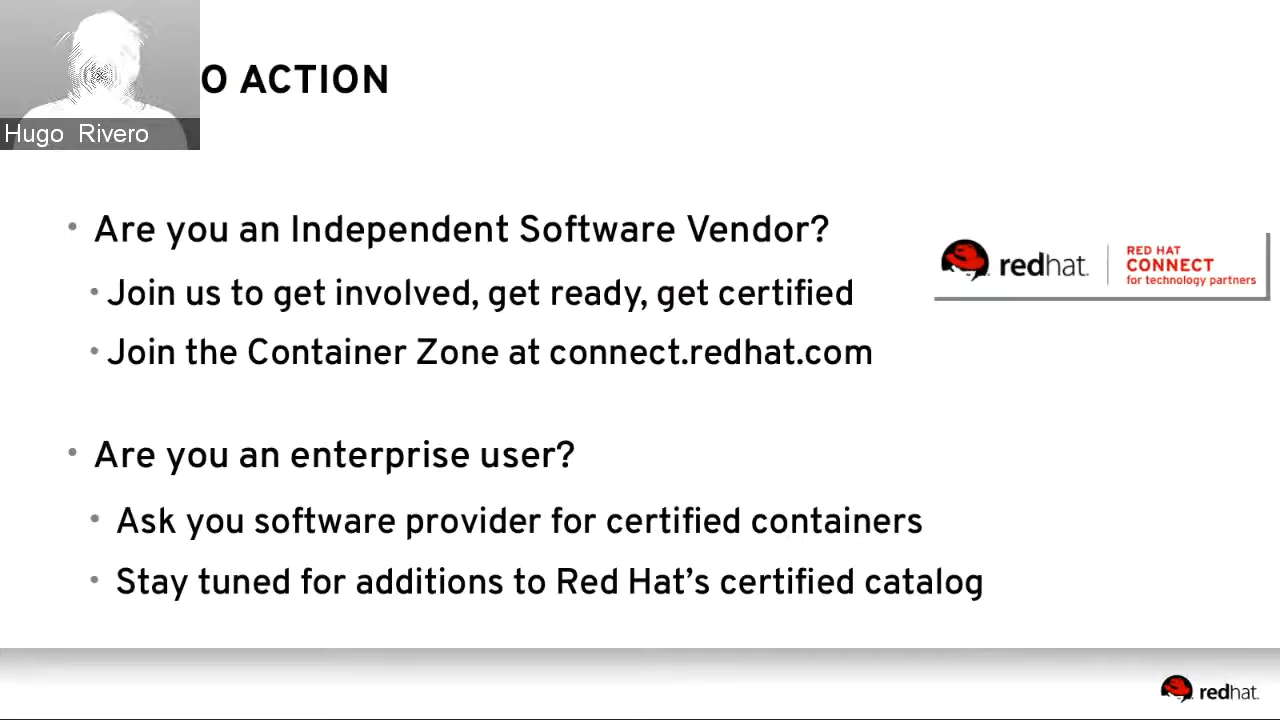 O ACTION
Hugo Rivero
• Are you an Independent Software Vendor?
• Join us to get involved, get ready, get certified
• Join the Container Zone at connect.redhat.com
redhat.
RED HAT
CONNECT
for technology partners
• Are you an enterprise user?
• Ask you software provider for certified containers
• Stay tuned for additions to Red Hat’s certified catalog
redhat.